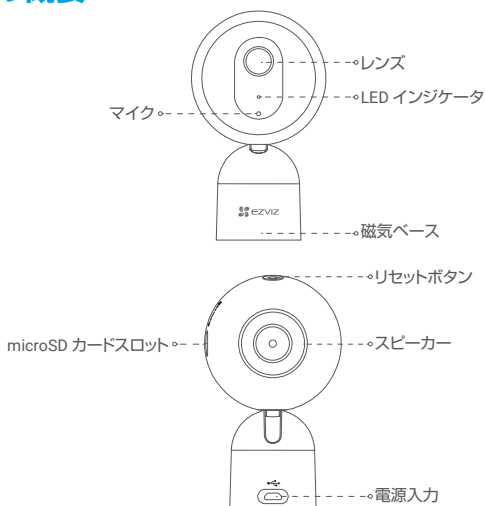 レンズ
LED インジケータ
マイク
EZVIZ
磁気ベース
リセットボタン
microSD カードスロット
スピーカー
電源入力